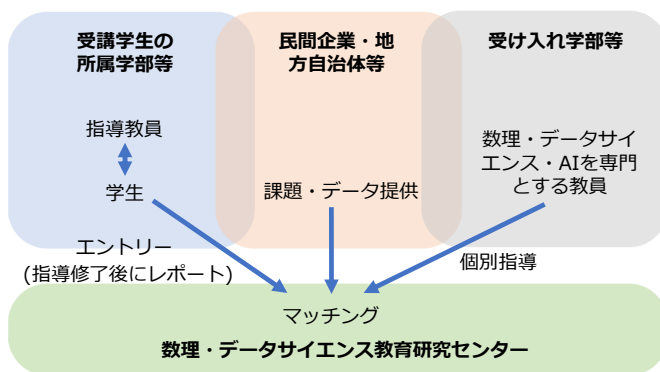 受講学生の
所属学部等
民間企業・地
方自治体等
受け入れ学部等
指導教員
学生
課題・データ提供
数理・データサイ
エンス・AIを専門
とする教員
エントリー
(指導修了後にレポート)
個別指導
マッチング
数理・データサイエンス教育研究センター